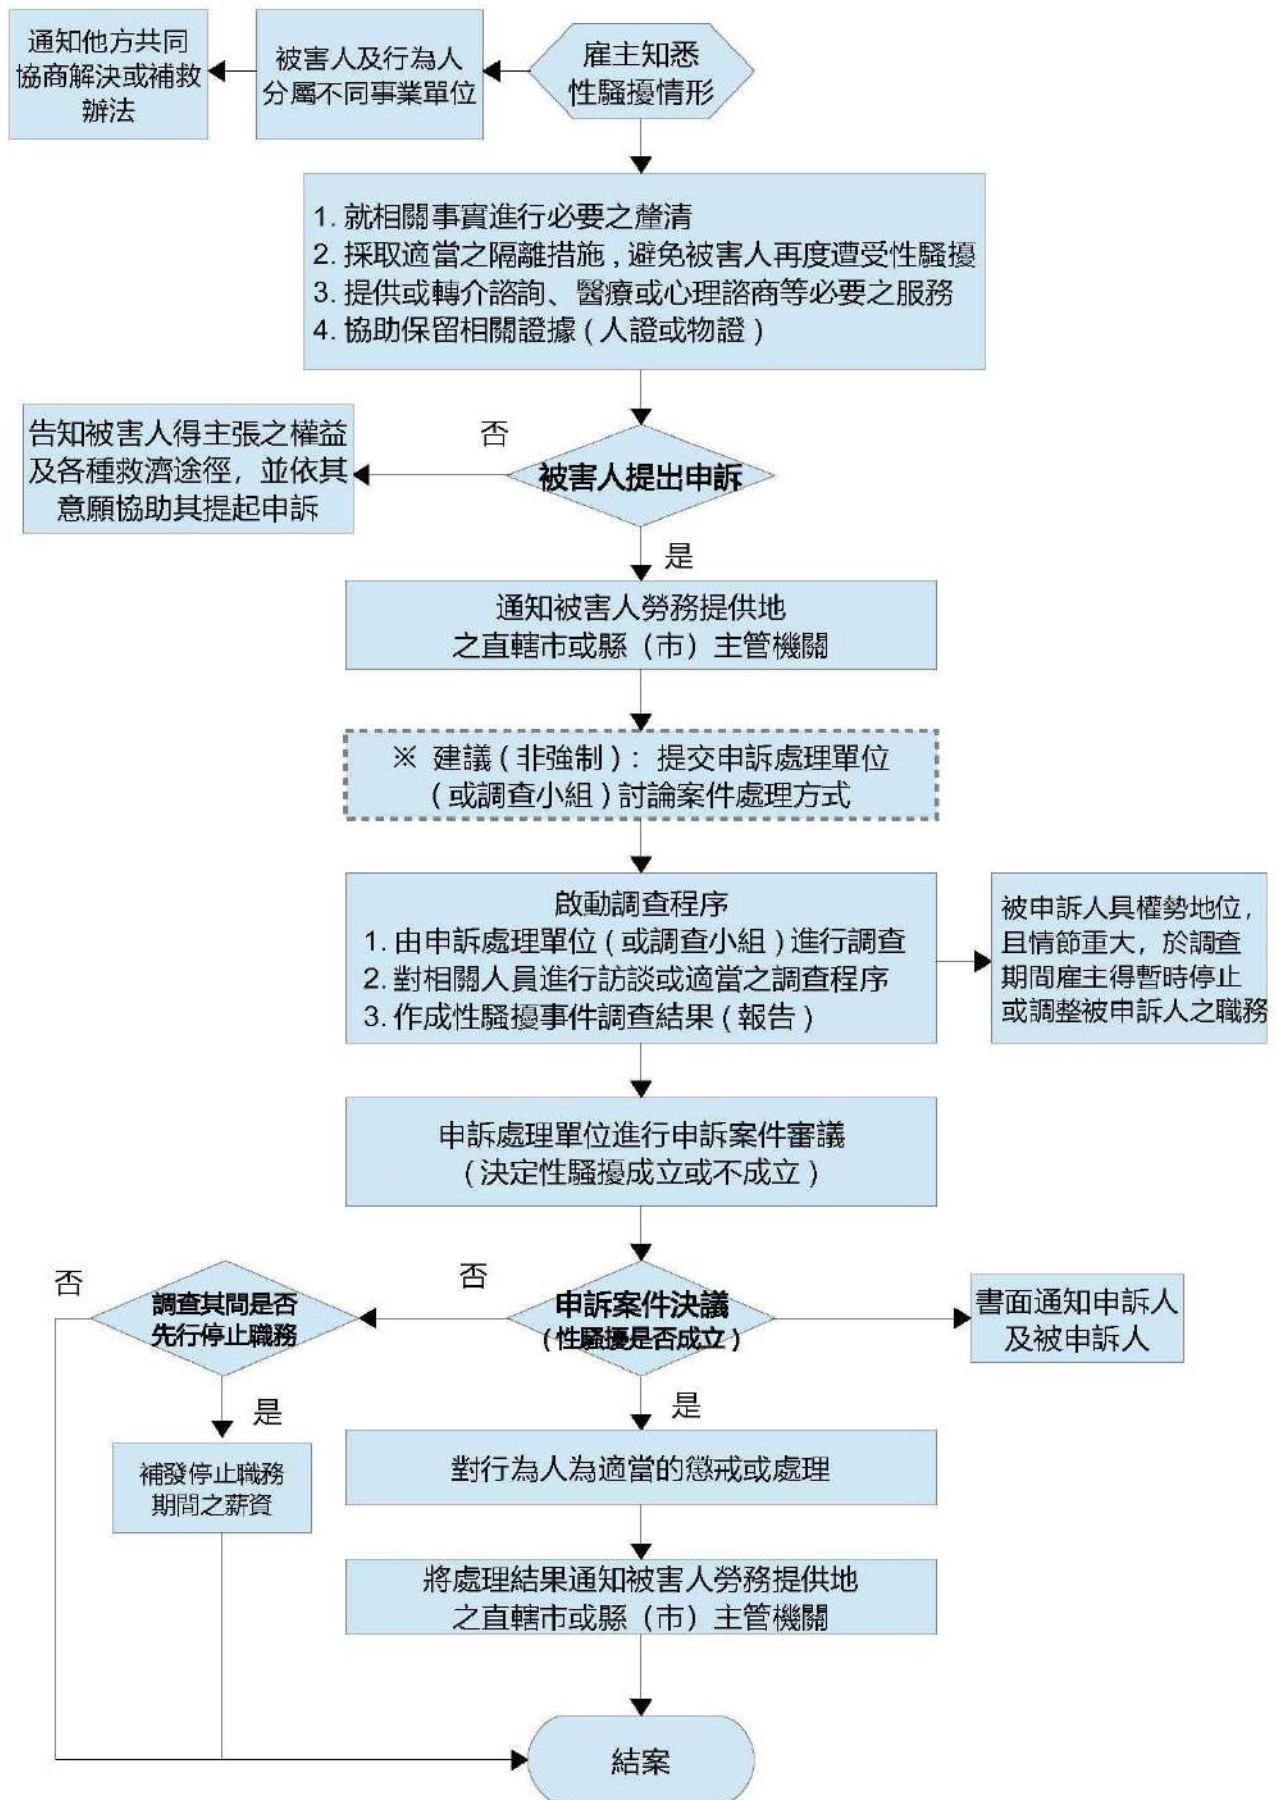 通知他方共同
協商解決或補救
辦法
被害人及行為人
分屬不同事業單位
雇主知悉
性騷擾情形
1. 就相關事實進行必要之釐清
2. 採取適當之隔離措施,避免被害人再度遭受性騷擾
3. 提供或轉介諮詢、醫療或心理諮商等必要之服務
4. 協助保留相關證據(人證或物證)
告知被害人得主張之權益
及各種救濟途徑,並依其
意願協助其提起申訴
否
被害人提出申訴
是
通知被害人勞務提供地
之直轄市或縣(市)主管機關
※ 建議(非強制):提交申訴處理單位
(或調查小組)討論案件處理方式
啟動調查程序
1. 由申訴處理單位(或調查小組)進行調查
2. 對相關人員進行訪談或適當之調查程序
3. 作成性騷擾事件調查結果(報告)
被申訴人具權勢地位,
且情節重大,於調查
期間雇主得暫時停止
或調整被申訴人之職務
申訴處理單位進行申訴案件審議
(決定性騷擾成立或不成立)
否
調查其間是否
先行停止職務
否
申訴案件決議
(性騷擾是否成立)
書面通知申訴人
及被申訴人
是
補發停止職務
期間之薪資
是
對行為人為適當的懲戒或處理
將處理結果通知被害人勞務提供地
之直轄市或縣(市)主管機關
結案